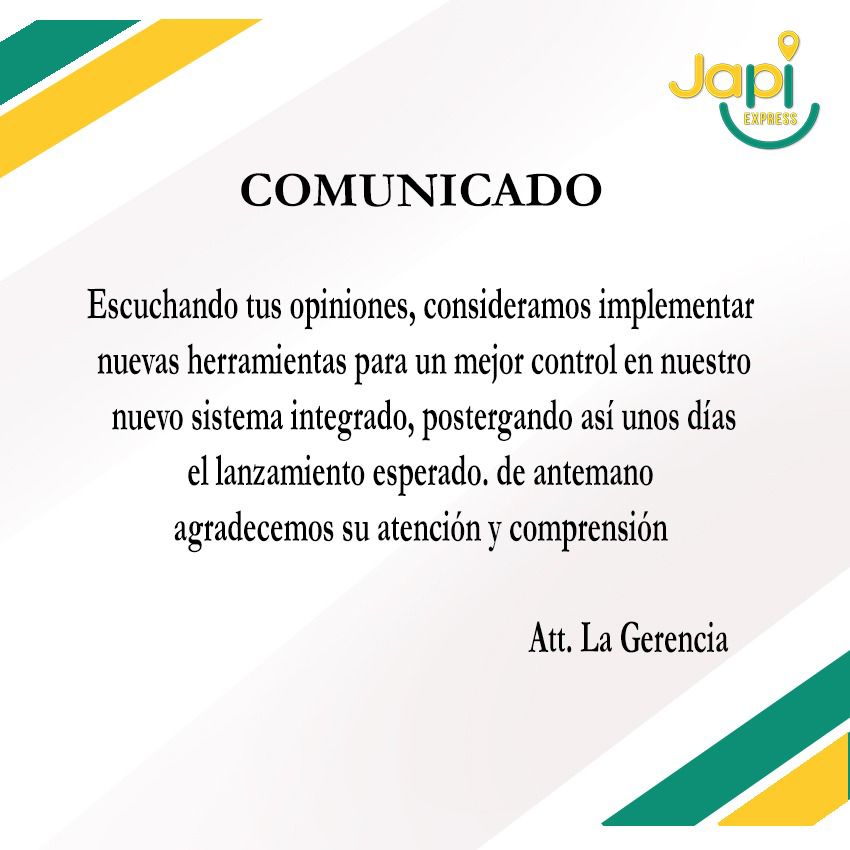 Japi
EXPRESS
COMUNICADO
Escuchando tus opiniones, consideramos implementar
nuevas herramientas para un mejor control en nuestro
nuevo sistema integrado, postergando así unos días
el lanzamiento esperado. de antemano
agradecemos su atención y comprensión
Att. La Gerencia